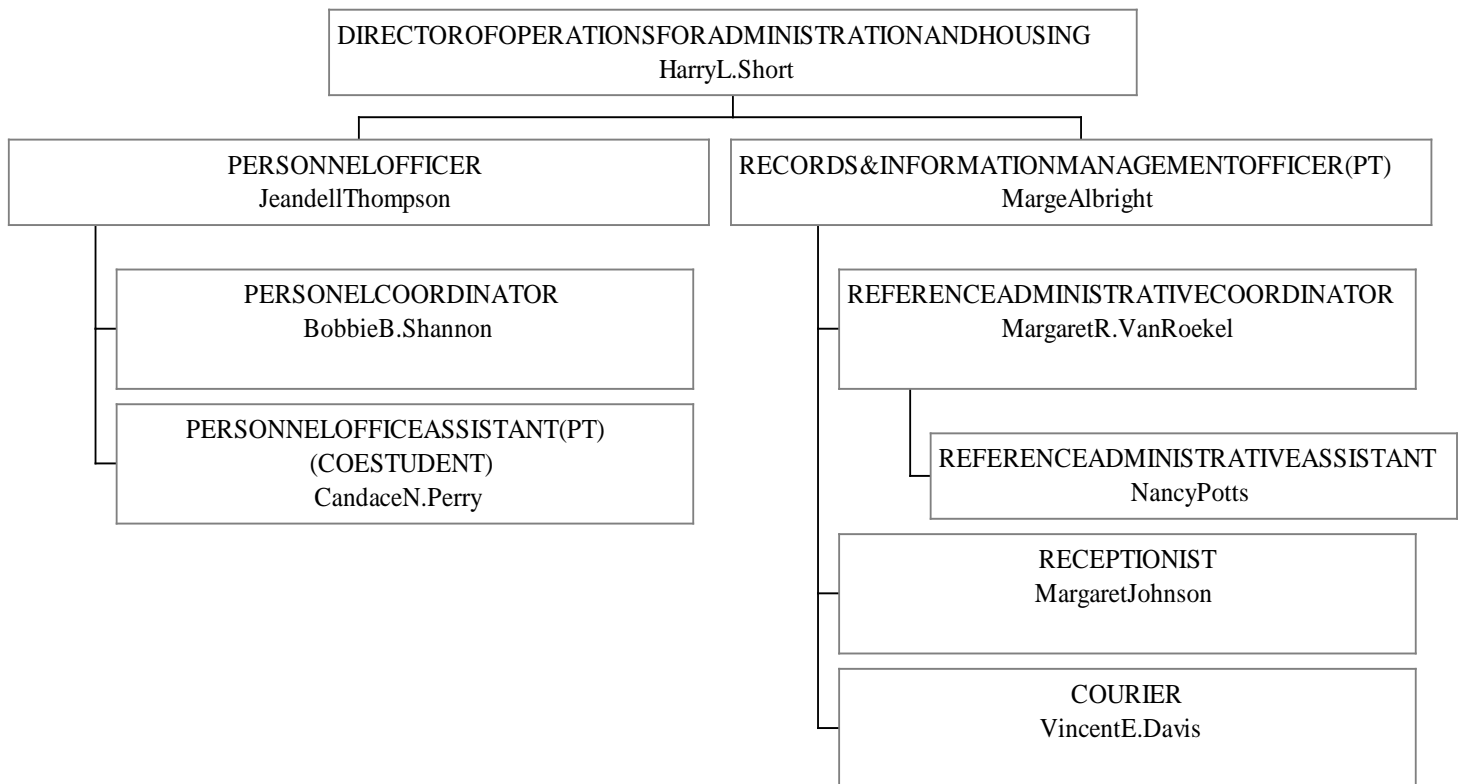 DIRECTOROFOPERATIONSFORADMINISTRATIONANDHOUSING
HarryL.Short
PERSONNELOFFICER
JeandellThompson
RECORDS&INFORMATIONMANAGEMENTOFFICER(PT)
MargeAlbright
PERSONELCOORDINATOR
BobbieB.Shannon
PERSONNELOFFICEASSISTANT(PT)
(COESTUDENT)
CandaceN.Perry
REFERENCEADMINISTRATIVECOORDINATOR
MargaretR.VanRoekel
REFERENCEADMINISTRATIVEASSISTANT
NancyPotts
RECEPTIONIST
MargaretJohnson
COURIER
VincentE.Davis